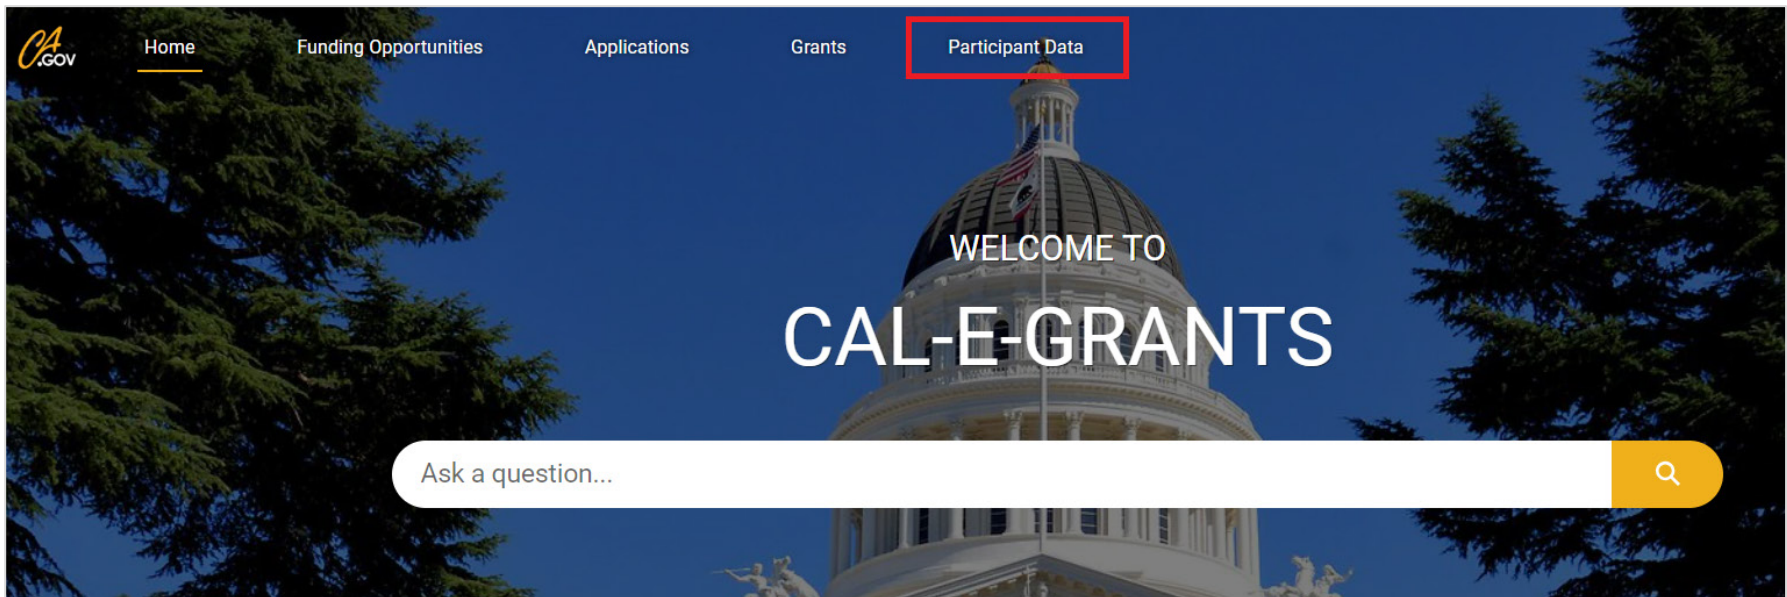 CA.GOV
Home Funding Opportunities Applications Grants Participant Data
WELCOME TO
CAL-E-GRANTS
Ask a question...